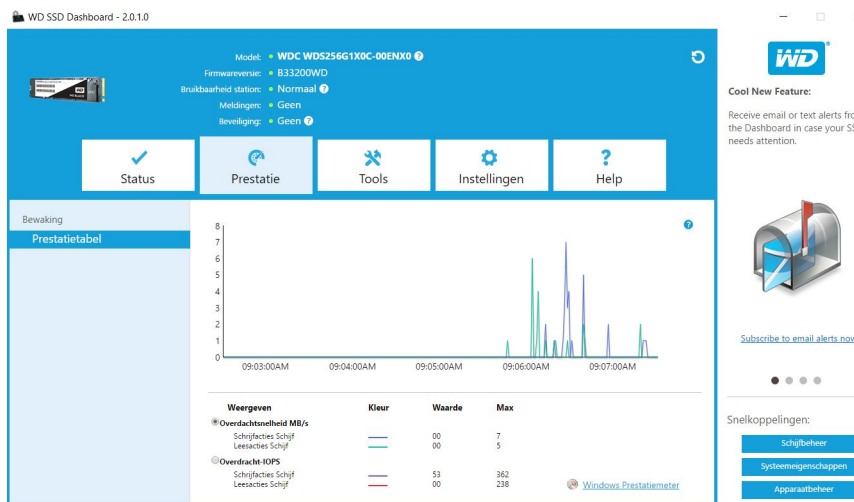 WD SSD Dashboard - 2.0.1.0
Model: WDC WDS256G1X0C-00ENX0
Firmwareversie: B33200WD
Bruikbaarheid station: Normaal
Meldingen: Geen
Beveiliging: Geen
Status
Prestatie
Tools
Instellingen
Help
Bewaking
Prestatietabel
8
7
6
5
4
3
2
1
0
09:03:00AM 09:04:00AM 09:05:00AM 09:06:00AM 09:07:00AM
Weergeven Kleur Waarde Max
Overdachtsnelheid MB/s
Schrijfacties Schijf 00 7
Leesacties Schijf 00 5
Overdracht-IOPS
Schrijfacties Schijf 53 362
Leesacties Schijf 00 238
Windows Prestatiemeter
WD
Cool New Feature:
Receive email or text alerts fro
the Dashboard in case your SS
needs attention.
Subscribe to email alerts now
Snelkoppelingen:
Schijfbeheer
Systeemeigenschappen
Apparaatbeheer